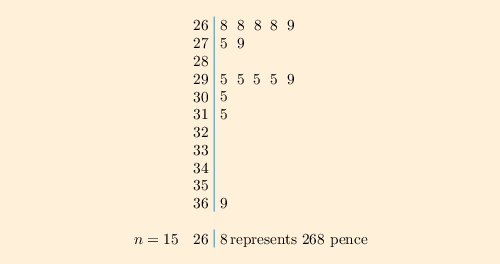 26 | 8 8 8 8 9
27 | 5 9
28 |
29 | 5 5 5 5 9
30 | 5
31 | 5
32 |
33 |
34 |
35 |
36 | 9
n = 15 26 | 8 represents 268 pence